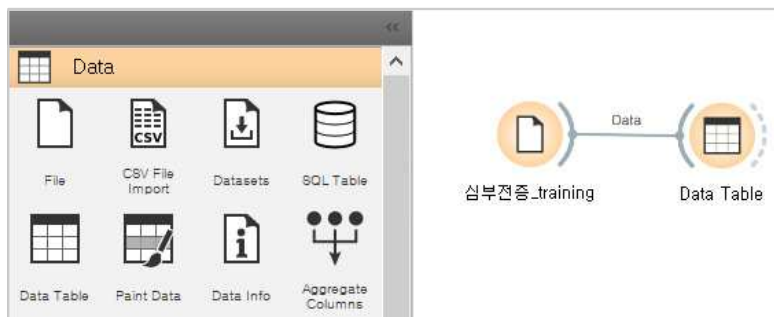 Data
File
CSV File Import
Datasets
SQL Table
Data Table
Paint Data
Data Info
Aggregate Columns
CSV
Data
심부전증_training
Data Table